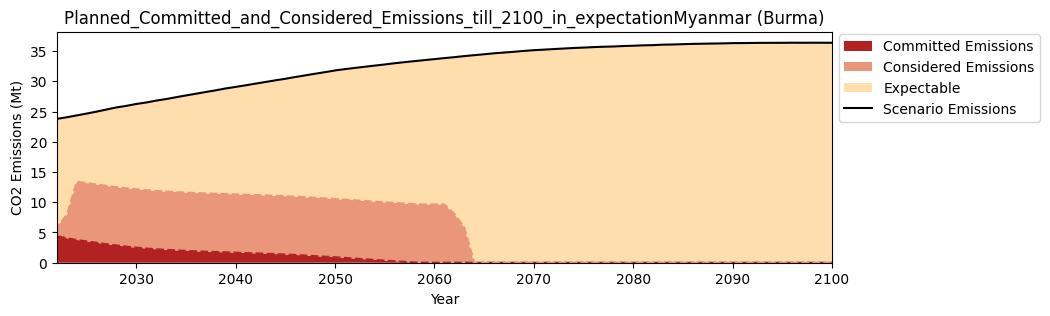 Planned_Committed_and_Considered_Emissions_till_2100_in_expectationMyanmar (Burma)
CO2 Emissions (Mt)
35
30
25
20
15
10
5
0
2030 2040 2050 2060 2070 2080 2090 2100
Year
Committed Emissions
Considered Emissions
Expectable
Scenario Emissions